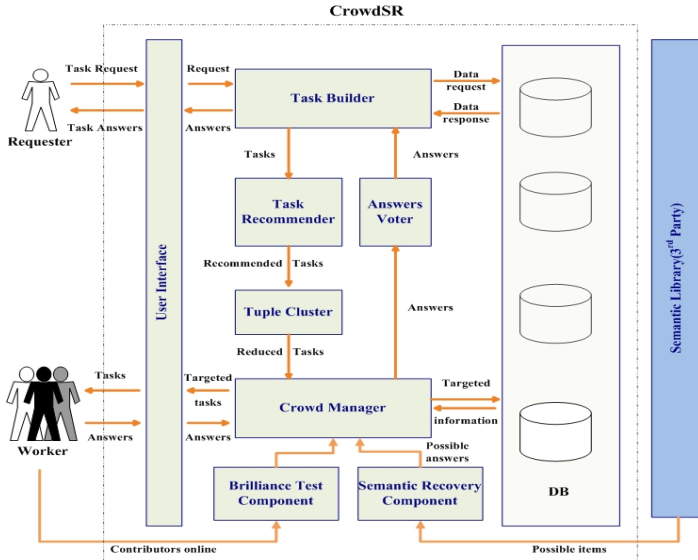 CrowdSR
Task Request
Request
Task Builder
Data
request
Task Answers
Answers
Data
response
Requester
Tasks
Answers
Task
Recommender
Answers
Voter
User Interface
Semantic Library(3rd Party)
Recommended Tasks
Tuple Cluster
Answers
Reduced Tasks
Tasks
Targeted
tasks
Crowd Manager
Targeted
information
Answers
Answers
Worker
Possible
answers
Brilliance Test
Component
Semantic Recovery
Component
DB
Contributors online
Possible items